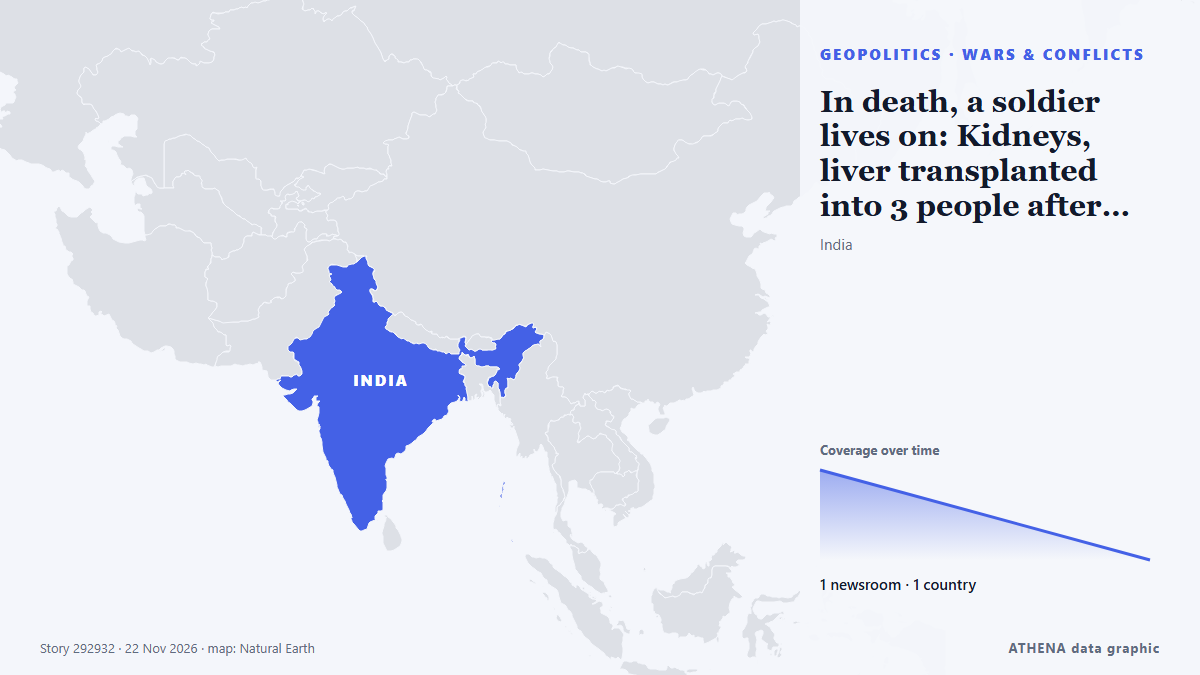 GEOPOLITICS · WARS & CONFLICTS
In death, a soldier
lives on: Kidneys,
liver transplanted
into 3 people after…
India
INDIA
Coverage over time
1 newsroom · 1 country
Story 292932 · 22 Nov 2026 · map: Natural Earth
ATHENA data graphic